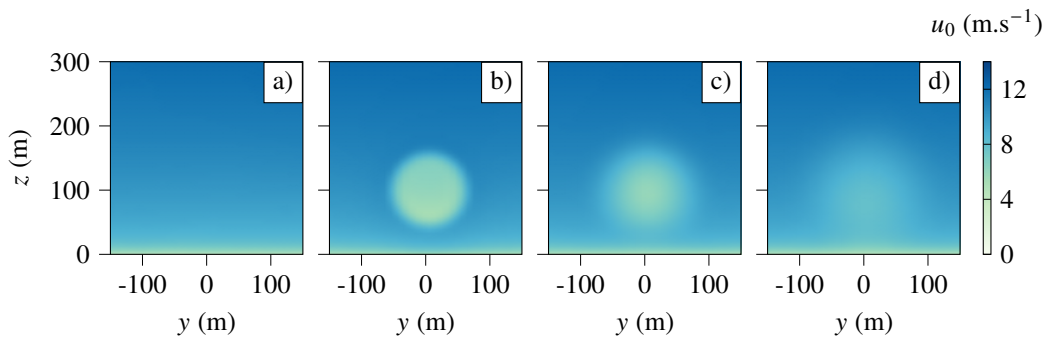 u₀ (m.s⁻¹)
300 a) b) c) d) 12
200
z (m) 8
100 4
0 0
-100 0 100 -100 0 100 -100 0 100 -100 0 100
y (m) y (m) y (m) y (m)